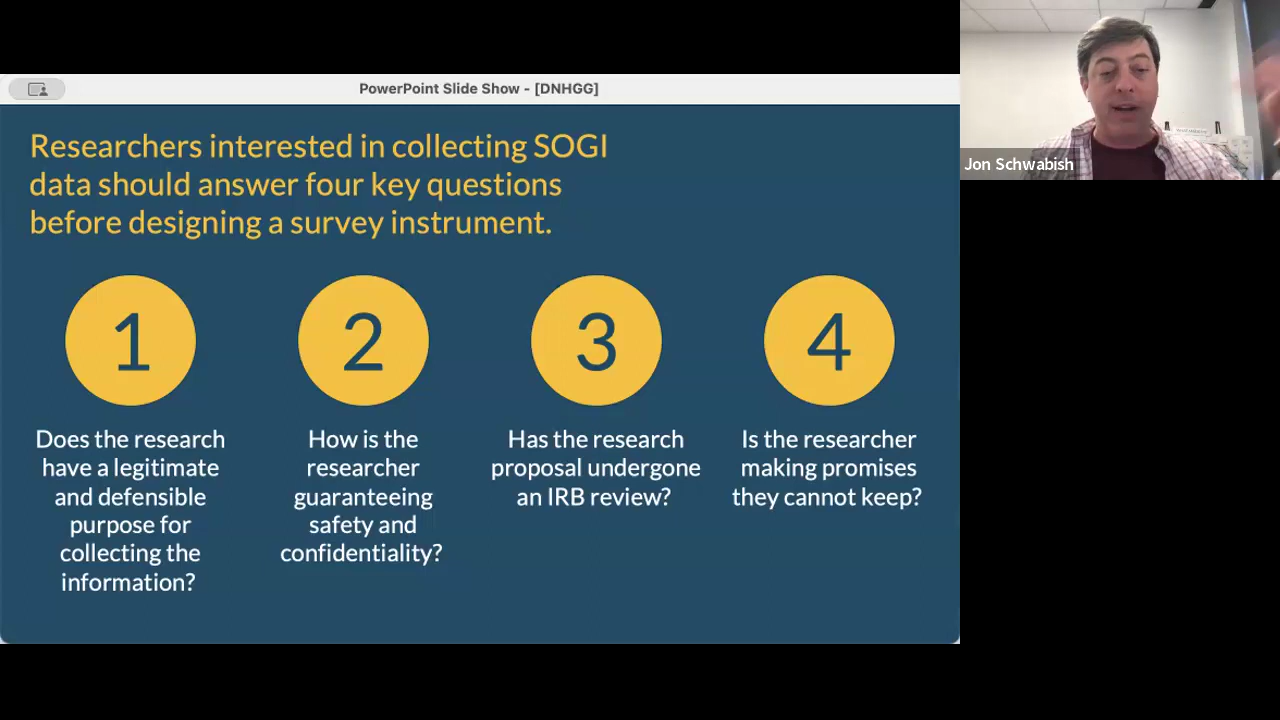 PowerPoint Slide Show - [DNHGG]
Researchers interested in collecting SOGI
data should answer four key questions
before designing a survey instrument.
1
Does the research
have a legitimate
and defensible
purpose for
collecting the
information?
2
How is the
researcher
guaranteeing
safety and
confidentiality?
3
Has the research
proposal undergone
an IRB review?
4
Is the researcher
making promises
they cannot keep?
Jon Schwabish